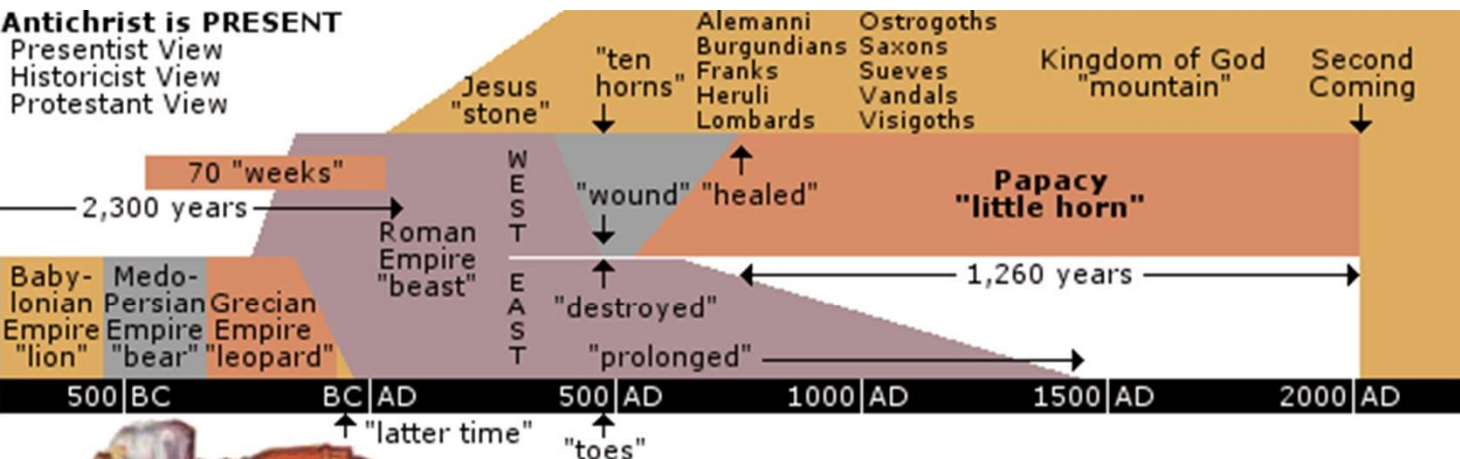 Antichrist is PRESENT
Presentist View
Historicist View
Protestant View
Jesus
"stone"
"ten
horns"
Alemanni
Burgundians
Franks
Heruli
Lombards
Ostrogoths
Saxons
Sueves
Vandals
Visigoths
Kingdom of God
"mountain"
Second
Coming
70 "weeks"
2,300 years
Roman
Empire
"beast"
WEST
EAST
"wound"
"healed"
Papacy
"little horn"
"destroyed"
1,260 years
"prolonged"
Baby-
lonian
Empire
"lion"
Medo-
Persian
Empire
"bear"
Grecian
Empire
"leopard"
500 BC
BC AD
500 AD
1000 AD
1500 AD
2000 AD
"latter time"
"toes"